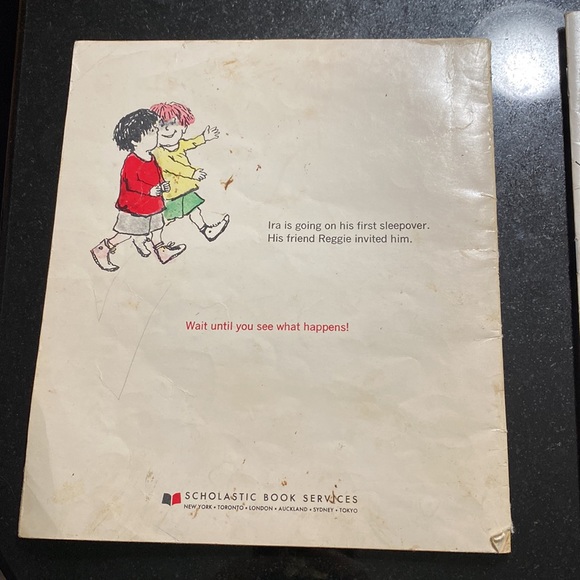 Ira is going on his first sleepover.
His friend Reggie invited him.
Wait until you see what happens!
SCHOLASTIC BOOK SERVICES
NEW YORK • TORONTO • LONDON • AUCKLAND • SYDNEY • TOKYO